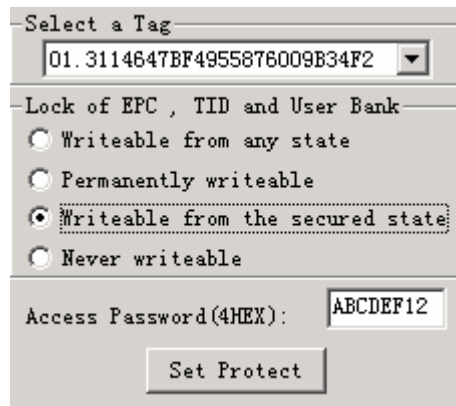 Select a Tag
01.3114647BF4955876009B34F2
Lock of EPC , TID and User Bank
Writeable from any state
Permanently writeable
Writeable from the secured state
Never writeable
Access Password(4HEX):
ABCDEF12
Set Protect